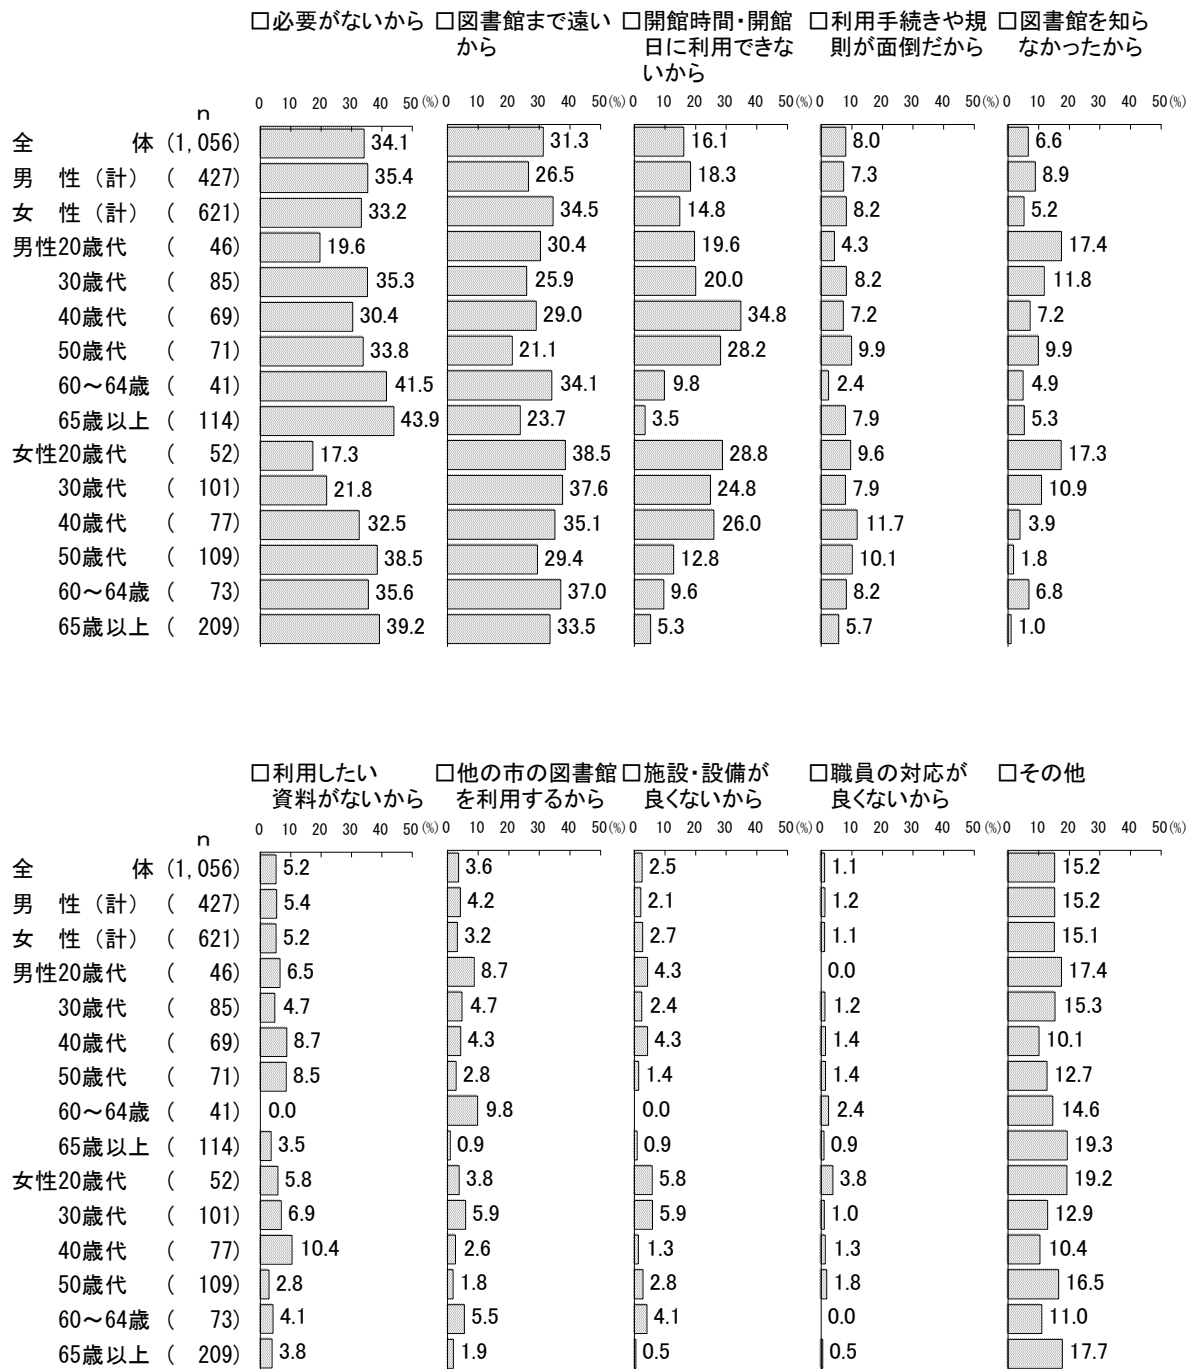 □必要がないから □図書館まで遠い □開館時間・開館 □利用手続きや規 □図書館を知ら
から 日に利用できな 則が面倒だから なかったから
いから
0 10 20 30 40 50(%) 0 10 20 30 40 50(%) 0 10 20 30 40 50(%) 0 10 20 30 40 50(%) 0 10 20 30 40 50(%)
n
全 体 (1,056) 34.1 31.3 16.1 8.0 6.6
男 性(計) ( 427) 35.4 26.5 18.3 7.3 8.9
女 性(計) ( 621) 33.2 34.5 14.8 8.2 5.2
男性20歳代 ( 46) 19.6 30.4 19.6 4.3 17.4
30歳代 ( 85) 35.3 25.9 20.0 8.2 11.8
40歳代 ( 69) 30.4 29.0 34.8 7.2 7.2
50歳代 ( 71) 33.8 21.1 28.2 9.9 9.9
60～64歳 ( 41) 41.5 34.1 9.8 2.4 4.9
65歳以上 ( 114) 43.9 23.7 3.5 7.9 5.3
女性20歳代 ( 52) 17.3 38.5 28.8 9.6 17.3
30歳代 ( 101) 21.8 37.6 24.8 7.9 10.9
40歳代 ( 77) 32.5 35.1 26.0 11.7 3.9
50歳代 ( 109) 38.5 29.4 12.8 10.1 1.8
60～64歳 ( 73) 35.6 37.0 9.6 8.2 6.8
65歳以上 ( 209) 39.2 33.5 5.3 5.7 1.0
□利用したい □他の市の図書館 □施設・設備が □職員の対応が □その他
資料がないから を利用するから 良くないから 良くないから
0 10 20 30 40 50(%) 0 10 20 30 40 50(%) 0 10 20 30 40 50(%) 0 10 20 30 40 50(%) 0 10 20 30 40 50(%)
n
全 体 (1,056) 5.2 3.6 2.5 1.1 15.2
男 性(計) ( 427) 5.4 4.2 2.1 1.2 15.2
女 性(計) ( 621) 5.2 3.2 2.7 1.1 15.1
男性20歳代 ( 46) 6.5 8.7 4.3 0.0 17.4
30歳代 ( 85) 4.7 4.7 2.4 1.2 15.3
40歳代 ( 69) 8.7 4.3 4.3 1.4 10.1
50歳代 ( 71) 8.5 2.8 1.4 1.4 12.7
60～64歳 ( 41) 0.0 9.8 0.0 2.4 14.6
65歳以上 ( 114) 3.5 0.9 0.9 0.9 19.3
女性20歳代 ( 52) 5.8 3.8 5.8 3.8 19.2
30歳代 ( 101) 6.9 5.9 5.9 1.0 12.9
40歳代 ( 77) 10.4 2.6 1.3 1.3 10.4
50歳代 ( 109) 2.8 1.8 2.8 1.8 16.5
60～64歳 ( 73) 4.1 5.5 4.1 0.0 11.0
65歳以上 ( 209) 3.8 1.9 0.5 0.5 17.7